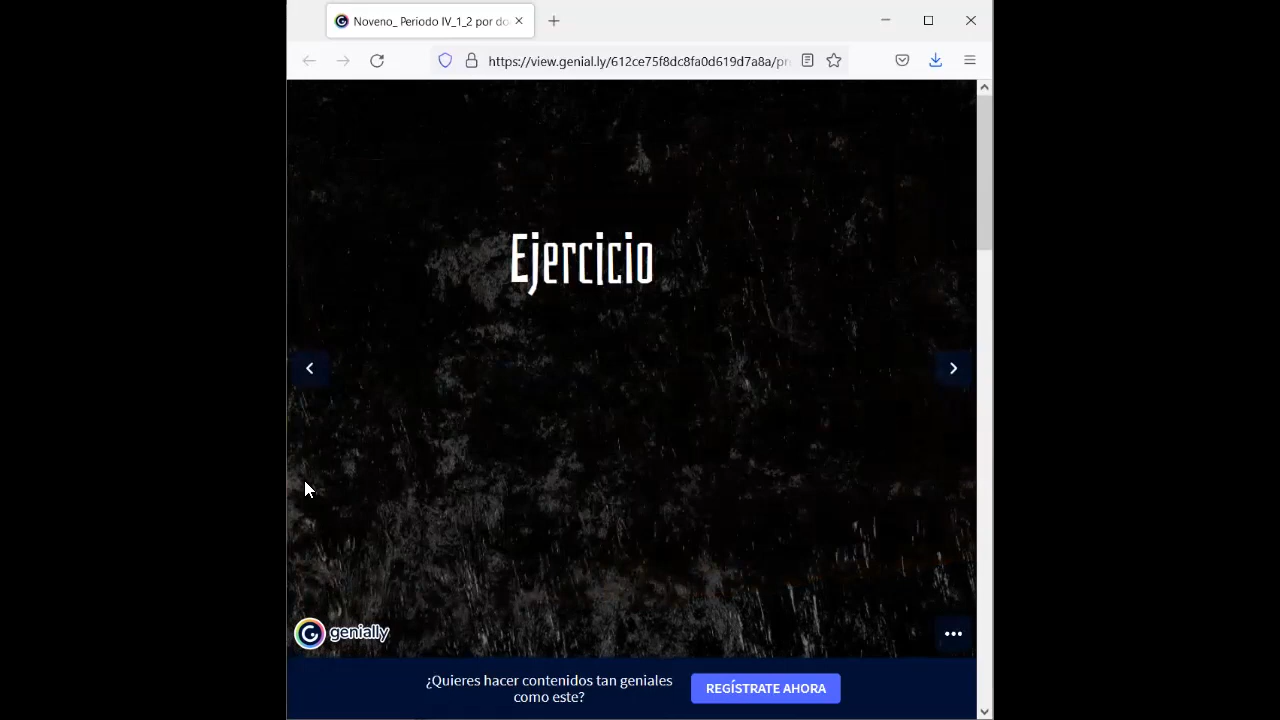 Noveno_ Periodo IV_1_2 por do
https://view.genial.ly/612ce75f8dc8fa0d619d7a8a/pr
Ejercicio
genially
¿Quieres hacer contenidos tan geniales
como este?
REGÍSTRATE AHORA